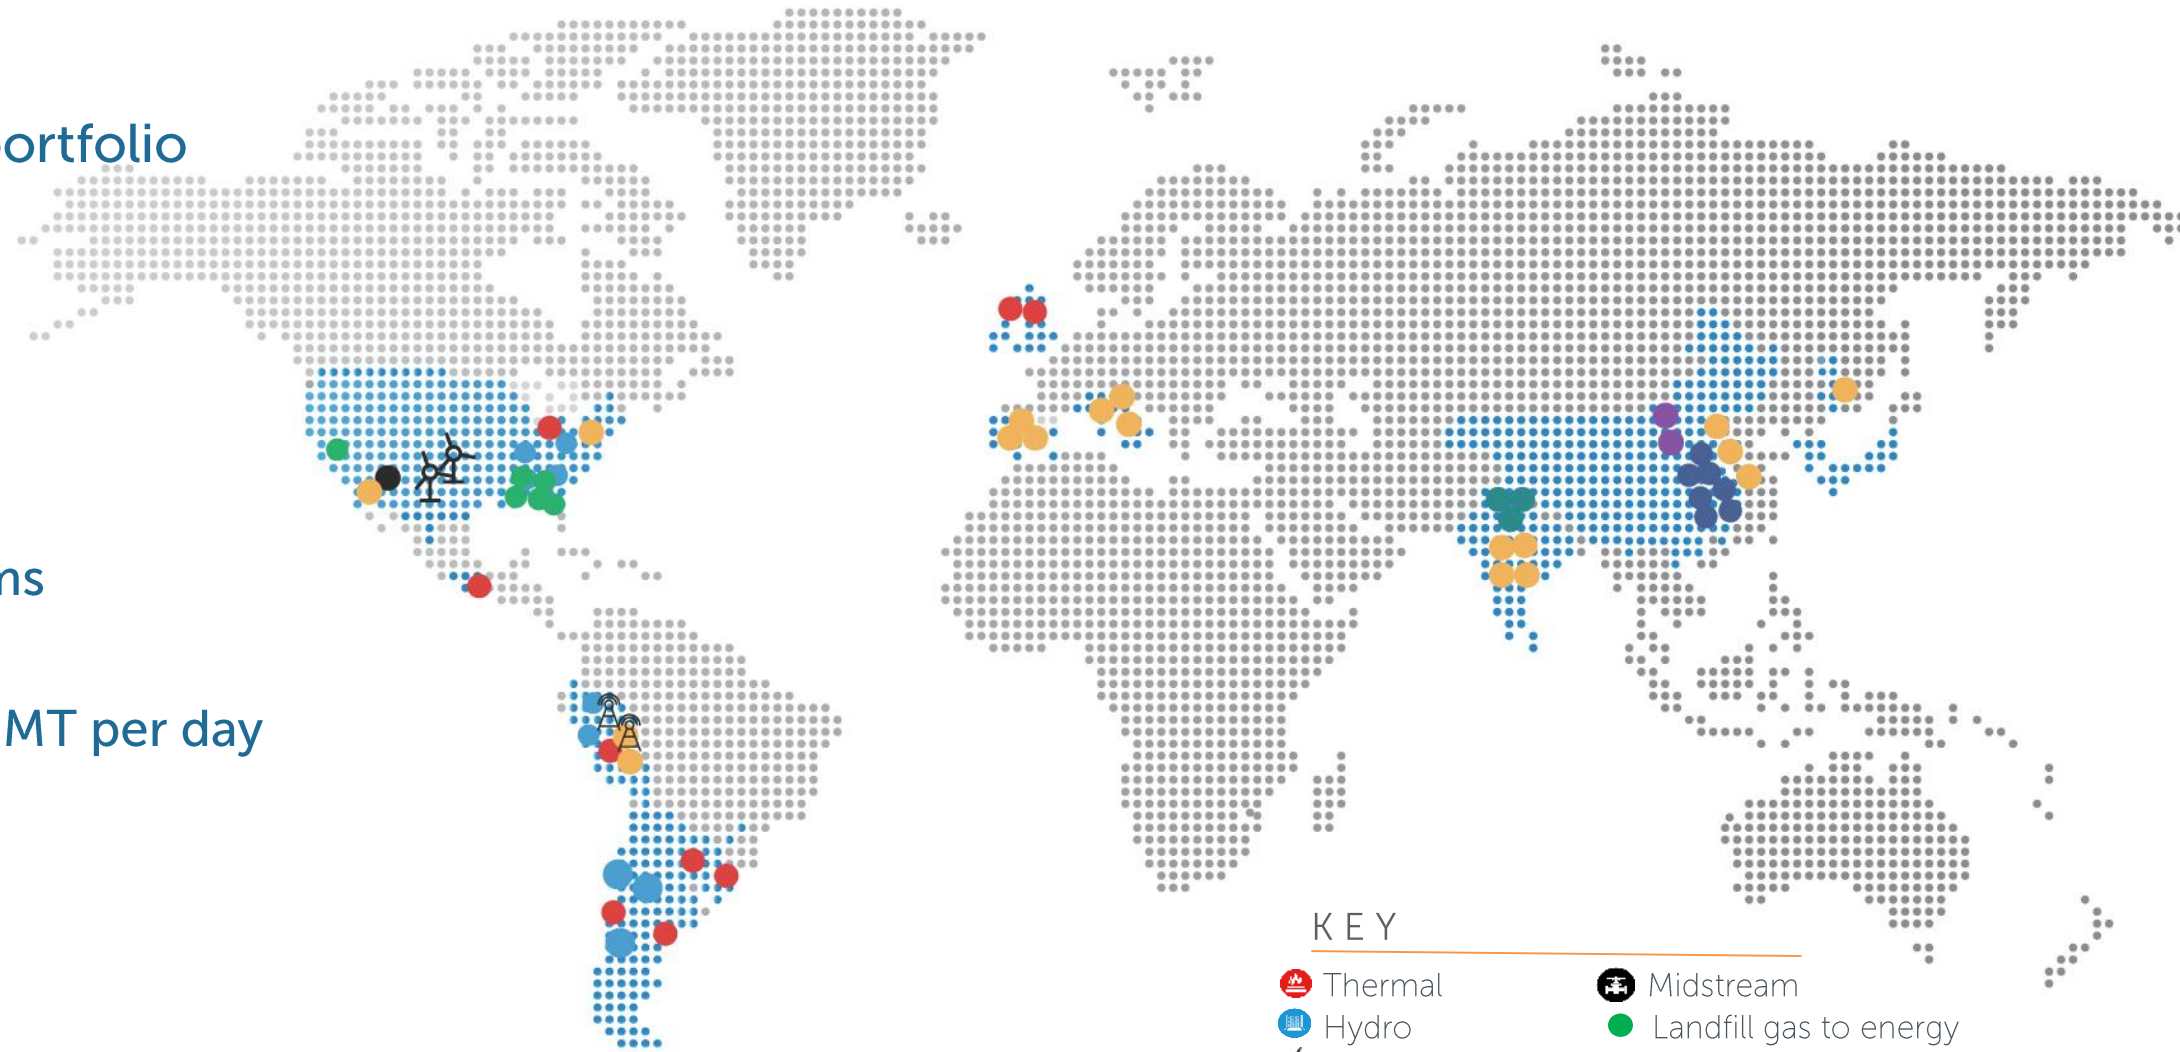 ortfolio
ns
MT per day
KEY
Thermal
Midstream
Hydro
Landfill gas to energy